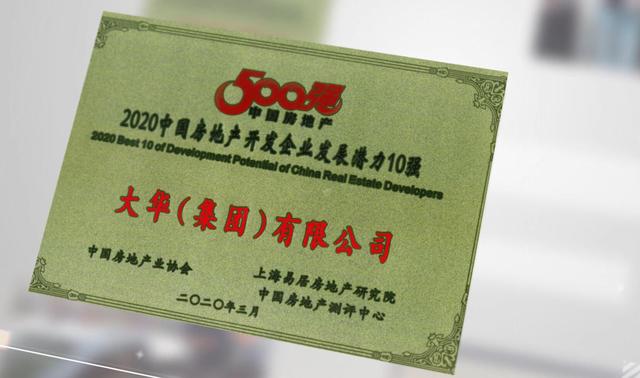 500强
中国房地产
2020中国房地产开发企业发展潜力10强
2020 Best 10 of Development Potential of China Real Estate Developers
大华(集团)有限公司
中国房地产业协会
上海易居房地产研究院
中国房地产测评中心
二〇二〇年三月